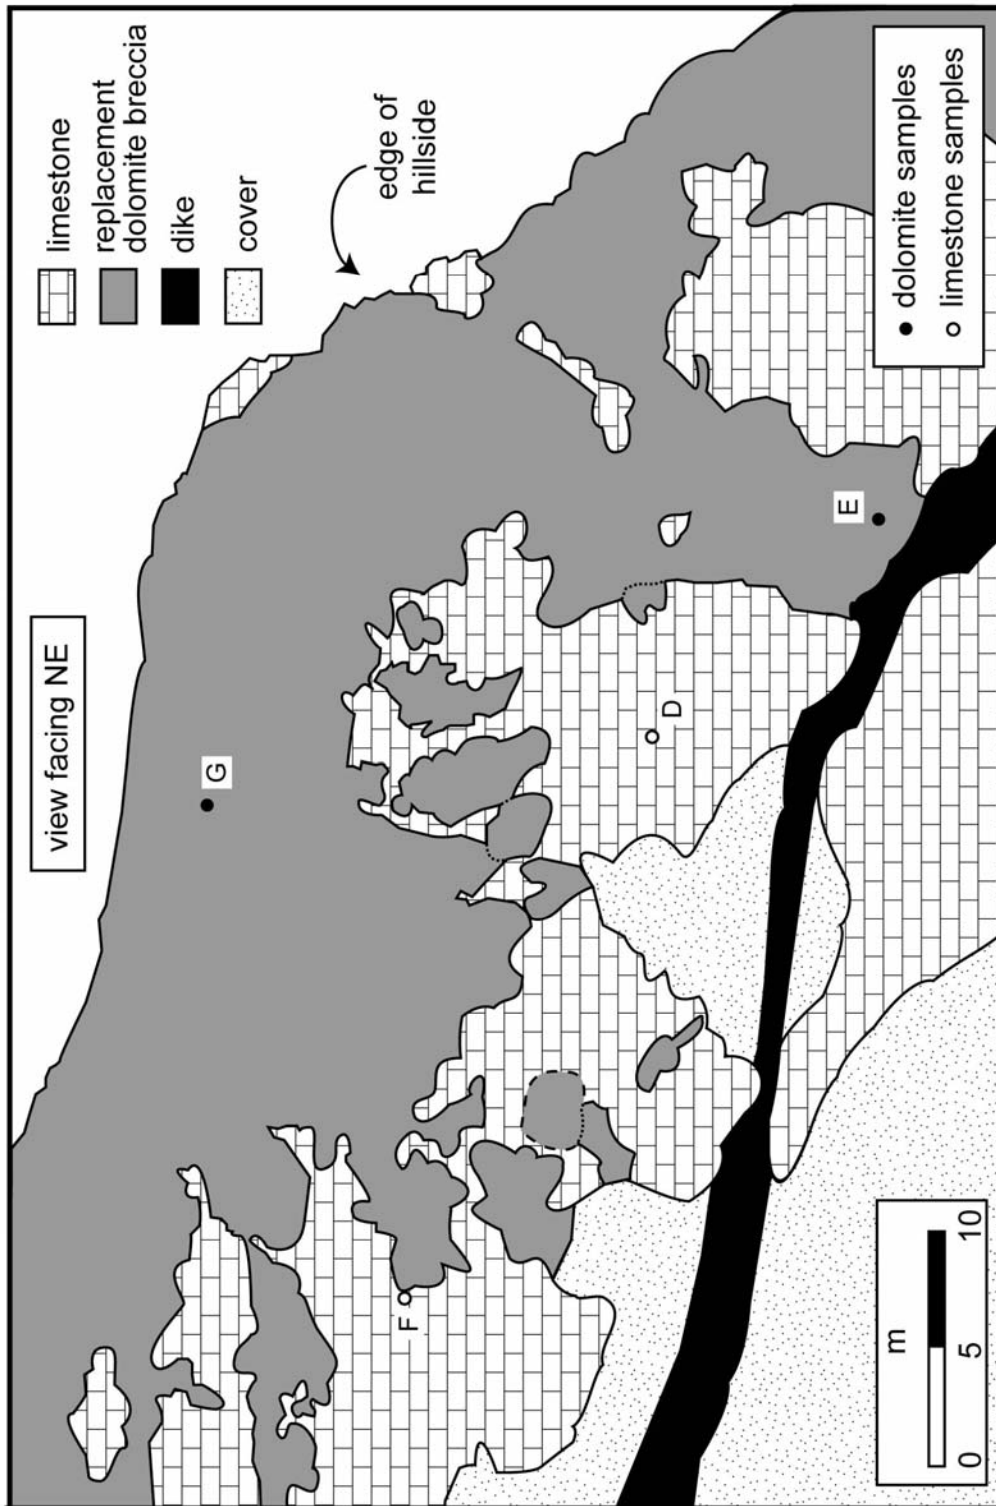 view facing NE
limestone
replacement
dolomite breccia
dike
cover
edge of
hillside
G
F
D
E
m
0 5 10
dolomite samples
limestone samples